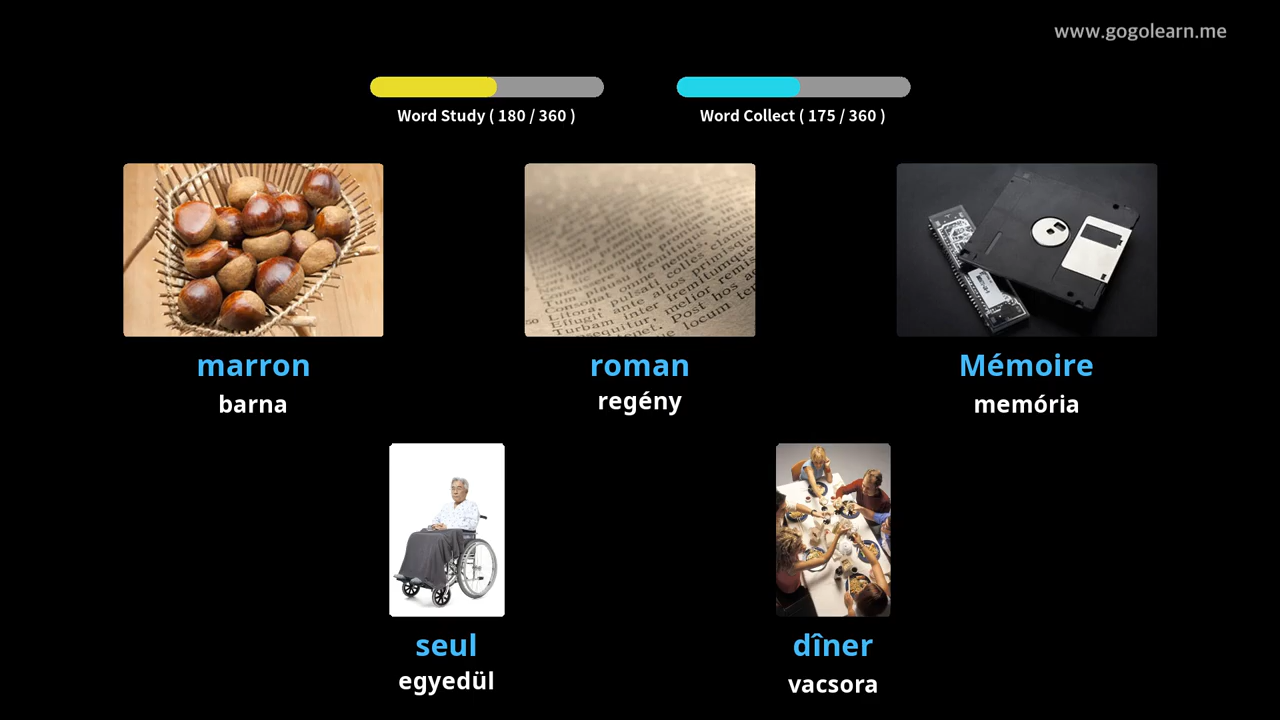 www.gogolearn.me
Word Study ( 180 / 360 )
Word Collect ( 175 / 360 )
marron
barna
roman
regény
Mémoire
memória
seul
egyedül
dîner
vacsora